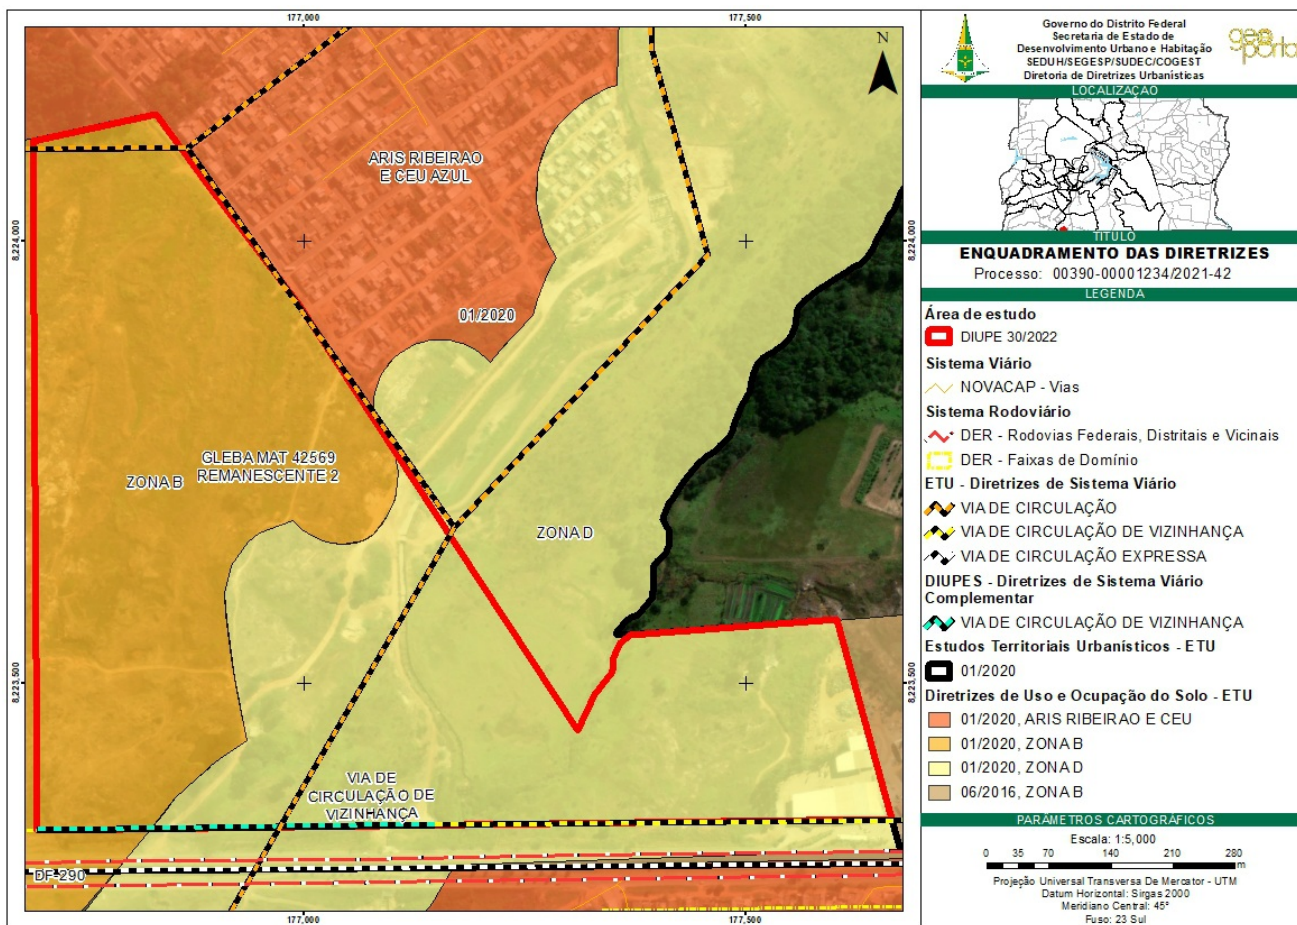 177,000
177,500
8,224,000
8,224,000
N
ARIS RIBEIRAO
E CEU AZUL
01/2020
GLEBA MAT 42569
REMANESCENTE 2
ZONA B
ZONA D
8,223,500
8,223,500
VIA DE
CIRCULAÇÃO DE
VIZINHANÇA
DF-290
177,000
177,500
Governo do Distrito Federal
Secretaria de Estado de
Desenvolvimento Urbano e Habitação
SEDUH/SEGESP/SUDEC/COGEST
Diretoria de Diretrizes Urbanísticas
geo
portal
LOCALIZAÇÃO
TÍTULO
ENQUADRAMENTO DAS DIRETRIZES
Processo: 00390-00001234/2021-42
LEGENDA
Área de estudo
DIUPE 30/2022
Sistema Viário
NOVACAP - Vias
Sistema Rodoviário
DER - Rodovias Federais, Distritais e Vicinais
DER - Faixas de Domínio
ETU - Diretrizes de Sistema Viário
VIA DE CIRCULAÇÃO
VIA DE CIRCULAÇÃO DE VIZINHANÇA
VIA DE CIRCULAÇÃO EXPRESSA
DIUPES - Diretrizes de Sistema Viário
Complementar
VIA DE CIRCULAÇÃO DE VIZINHANÇA
Estudos Territoriais Urbanísticos - ETU
01/2020
Diretrizes de Uso e Ocupação do Solo - ETU
01/2020, ARIS RIBEIRAO E CEU
01/2020, ZONA B
01/2020, ZONA D
06/2016, ZONA B
PARÂMETROS CARTOGRÁFICOS
Escala: 1:5,000
0 35 70 140 210 280
m
Projeção Universal Transversa De Mercator - UTM
Datum Horizontal: Sirgas 2000
Meridiano Central: 45°
Fuso: 23 Sul